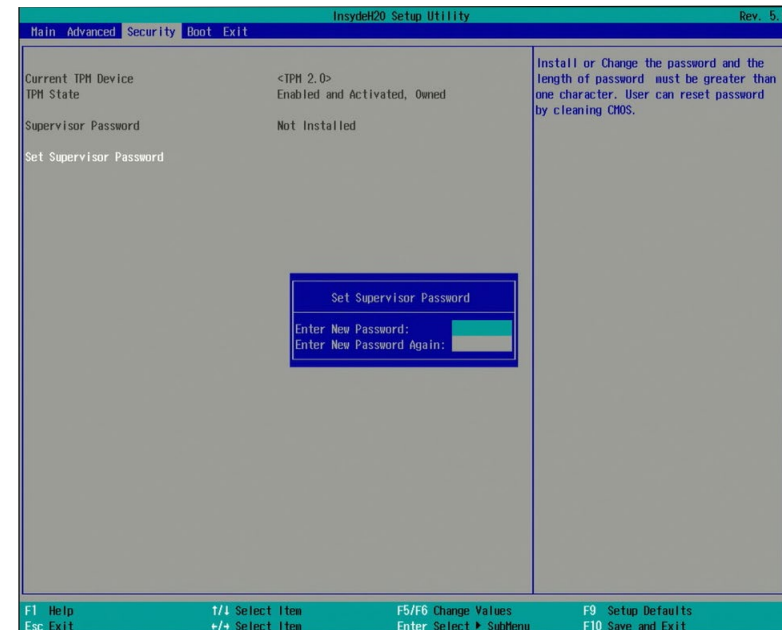 InsydeH20 Setup Utility Rev. 5.
Main Advanced Security Boot Exit
Current TPM Device <TPM 2.0>
TPM State Enabled and Activated, Owned
Supervisor Password Not Installed
Set Supervisor Password
Install or Change the password and the
length of password must be greater than
one character. User can reset password
by cleaning CMOS.
Set Supervisor Password
Enter New Password:
Enter New Password Again:
F1 Help ↑/↓ Select Item F5/F6 Change Values F9 Setup Defaults
Esc Exit ←/→ Select Item Enter Select ▶ SubMenu F10 Save and Exit